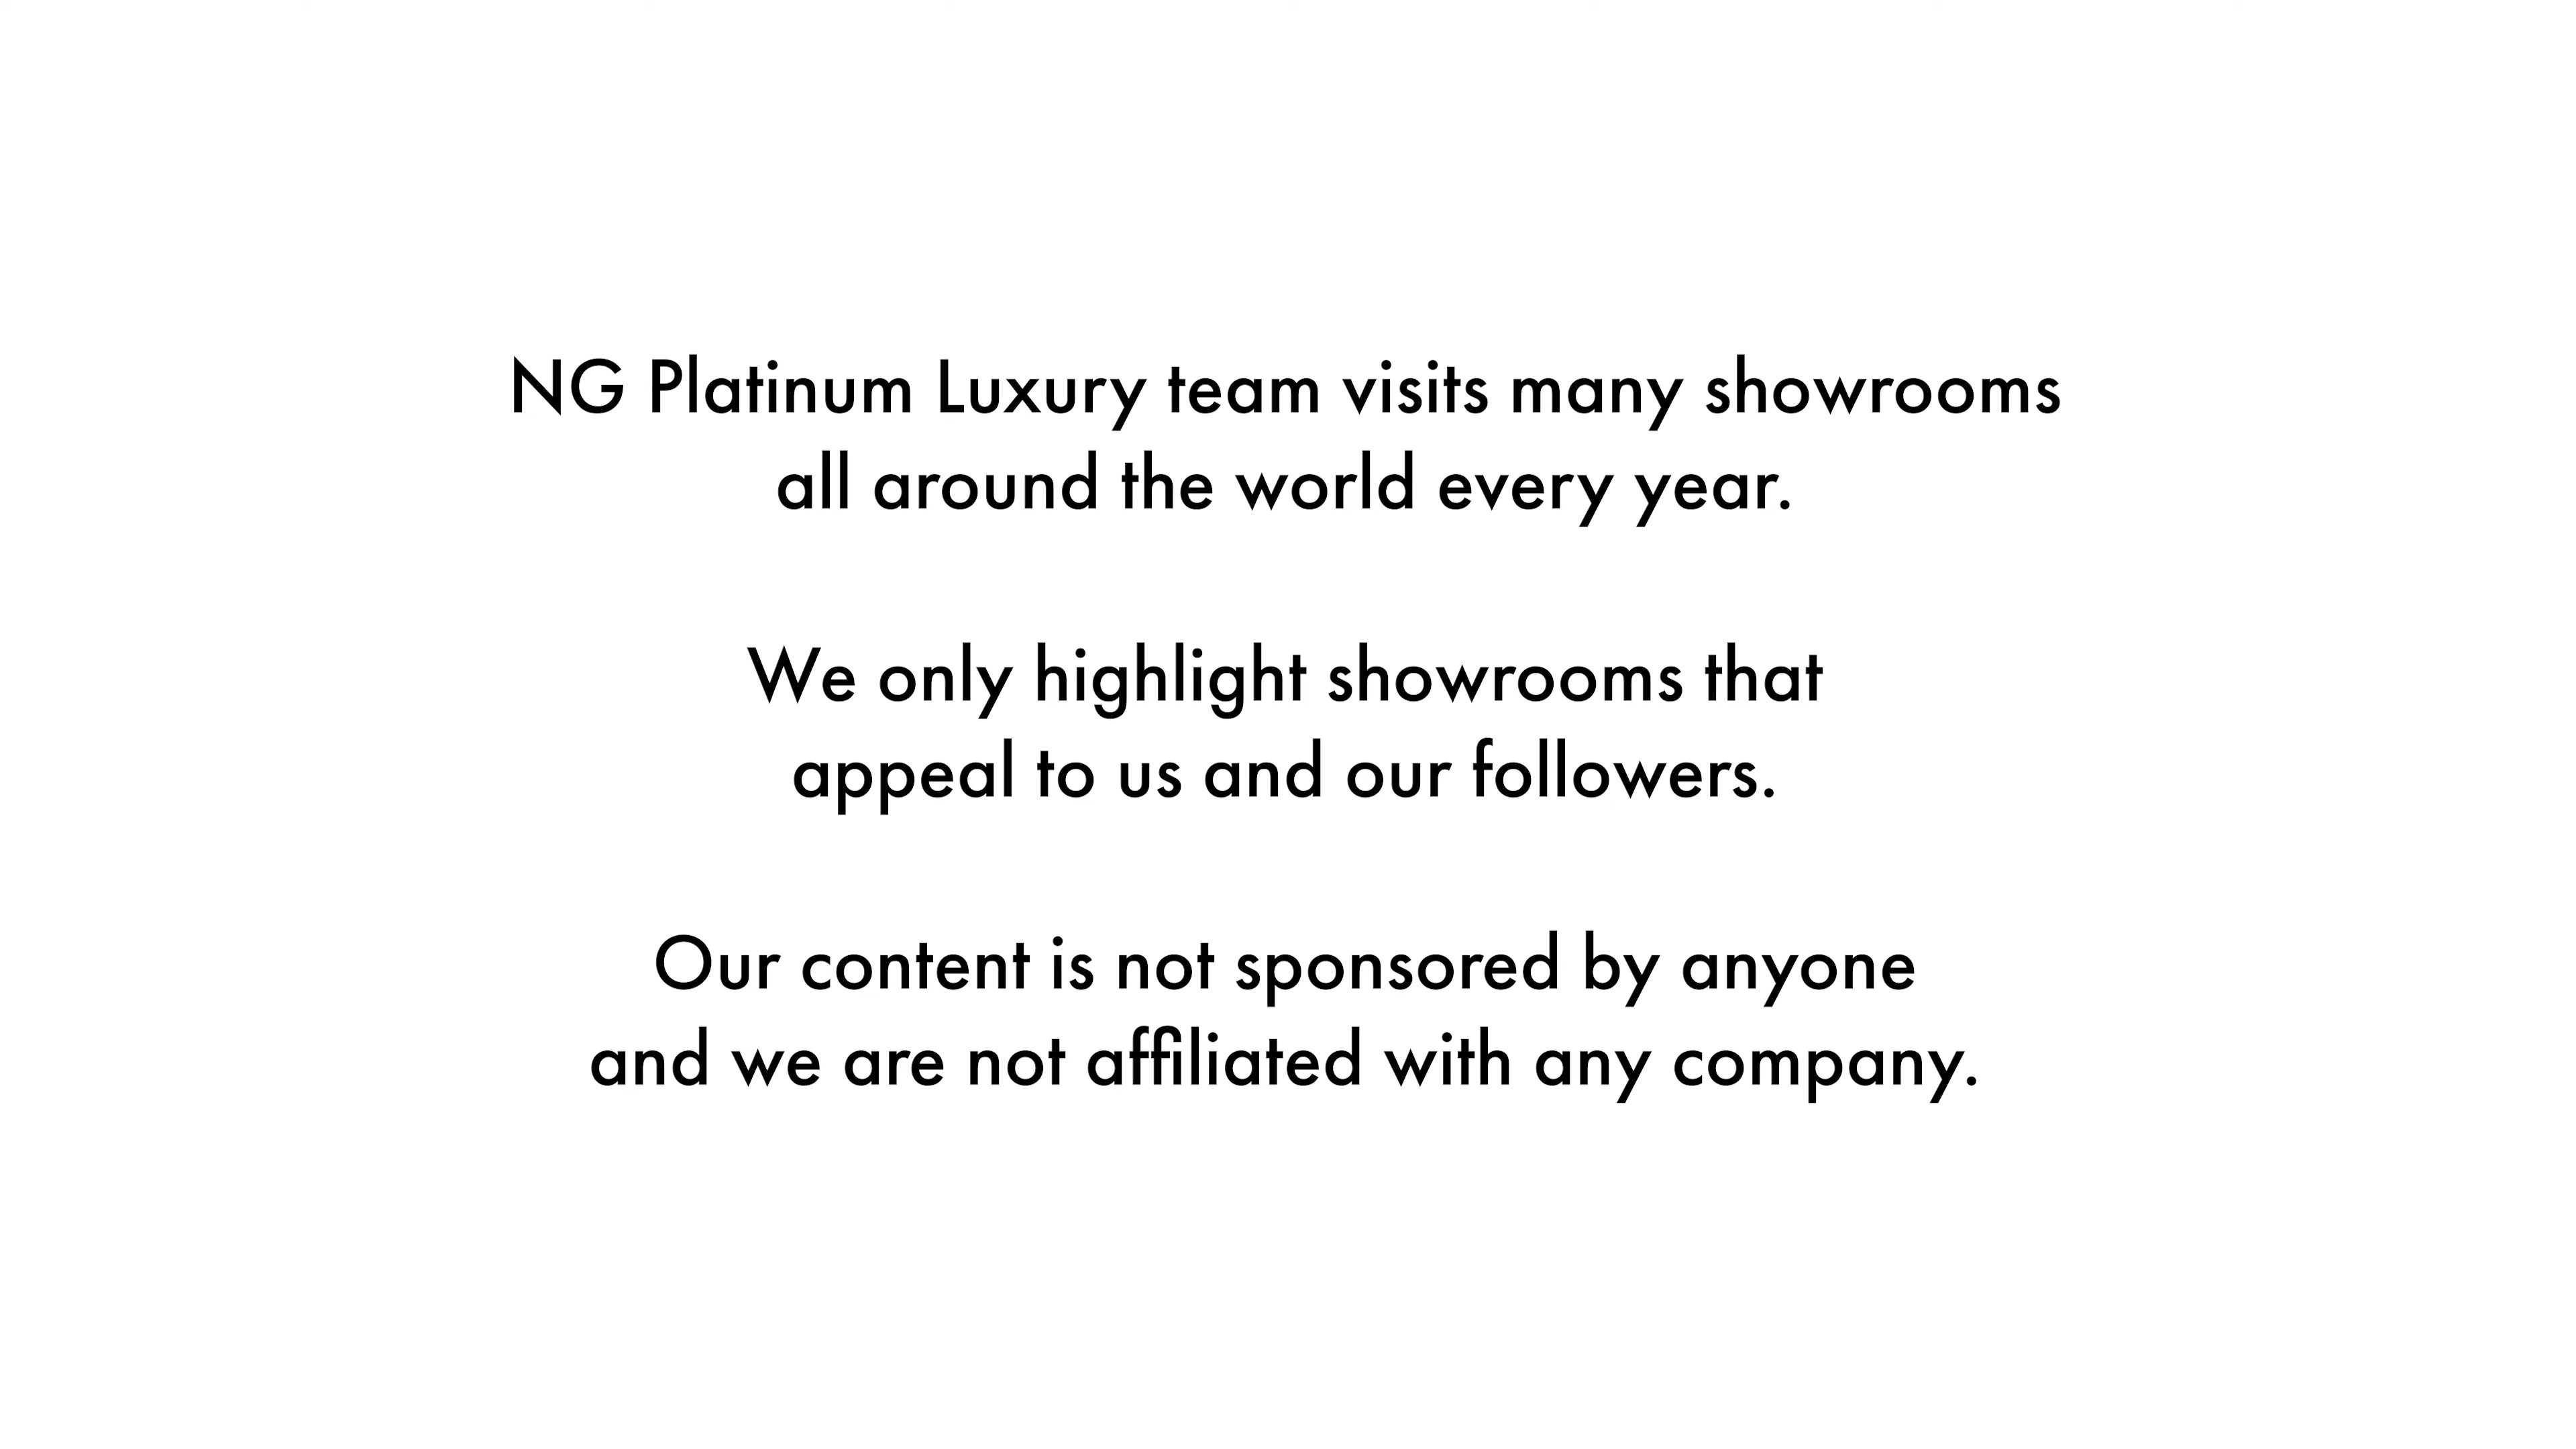 NG Platinum Luxury team visits many showrooms
all around the world every year.
We only highlight showrooms that
appeal to us and our followers.
Our content is not sponsored by anyone
and we are not affiliated with any company.